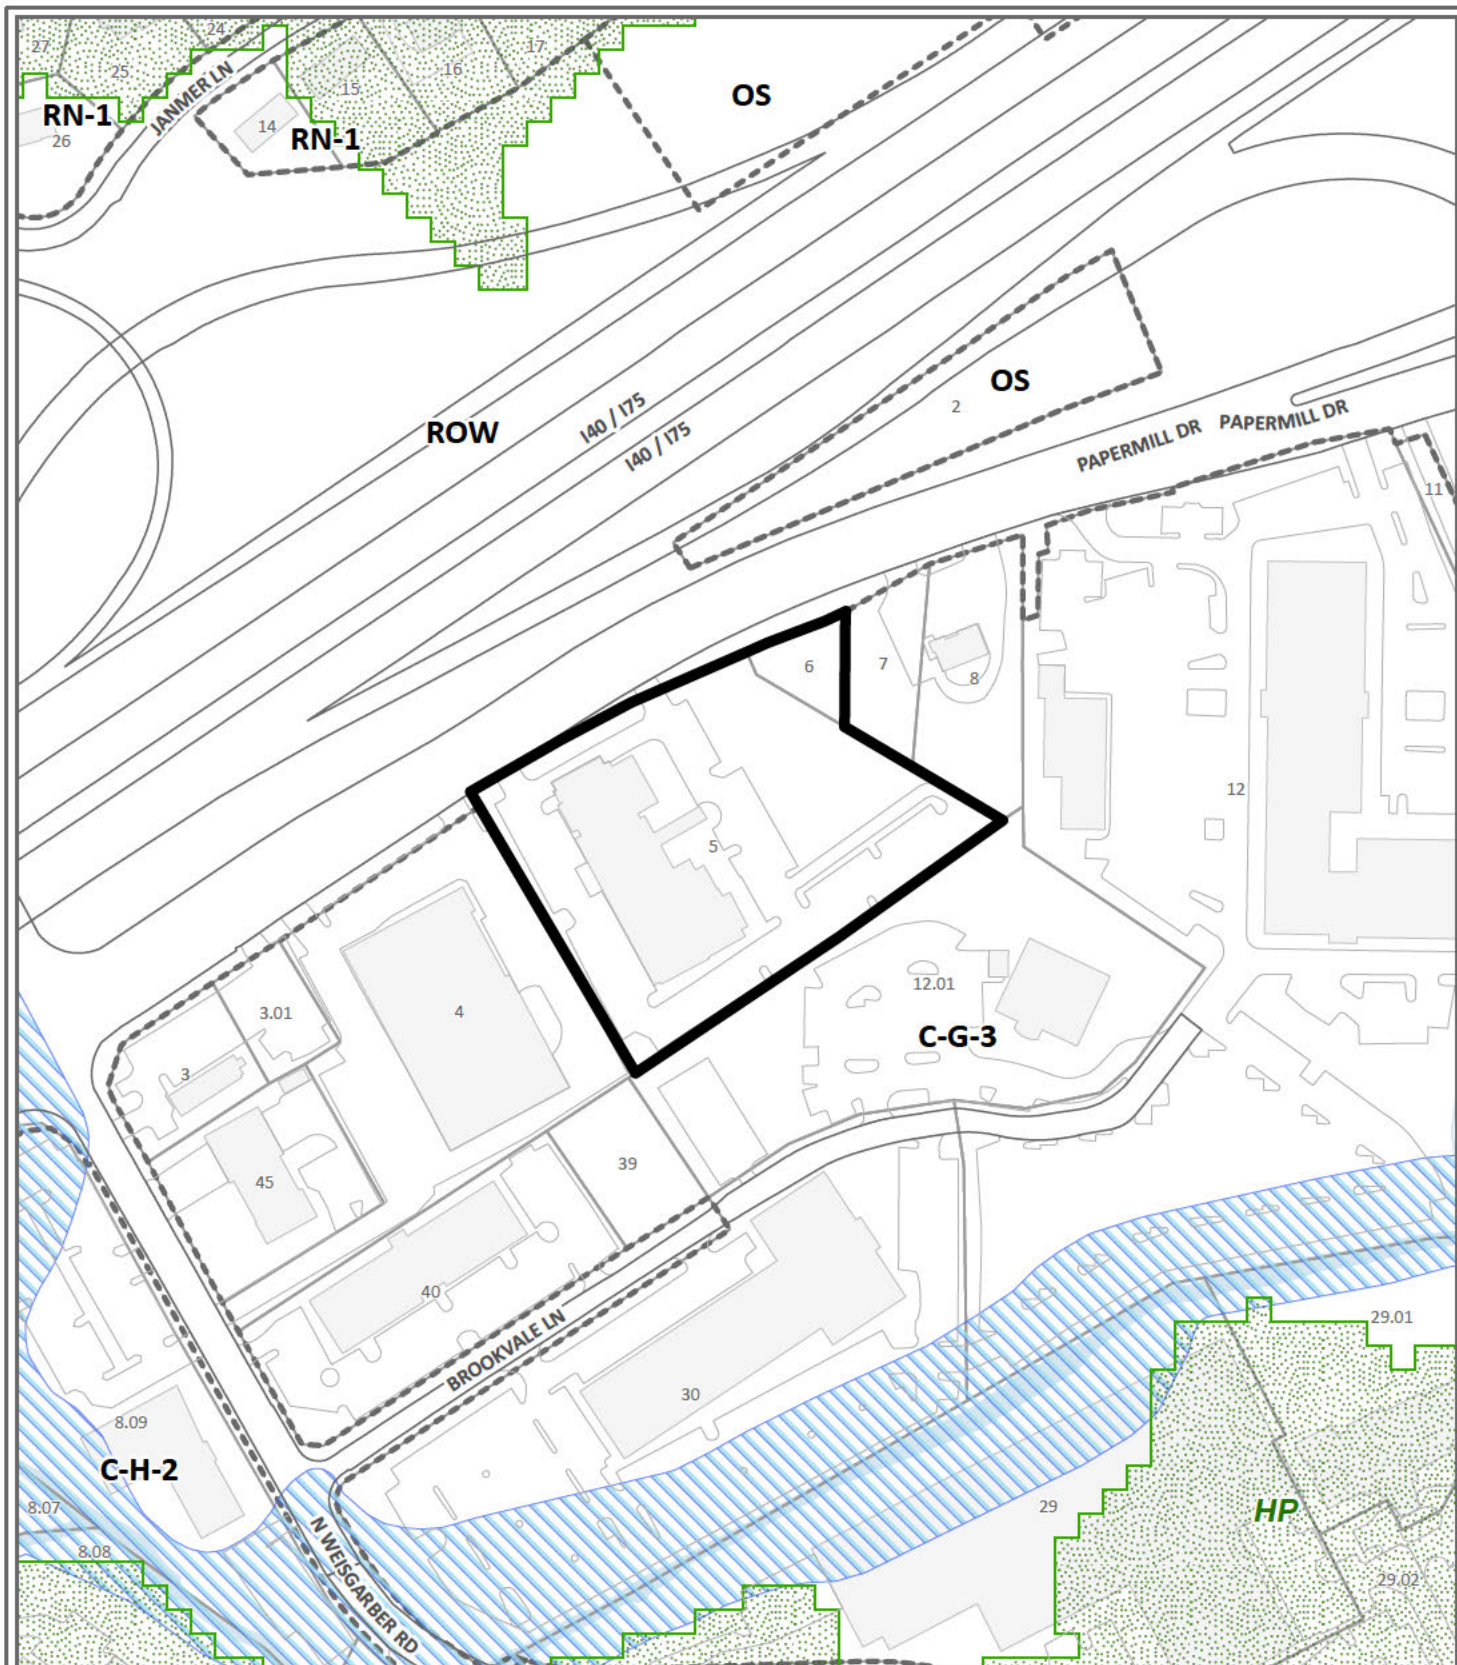 24
27
17
25
16
15
JANMER LN
OS
RN-1
14
26
RN-1
OS
2
I40 / I75
PAPERMILL DR
PAPERMILL DR
ROW
I40 / I75
11
6
7
8
12
5
12.01
3.01
4
C-G-3
3
39
45
40
29.01
BROOKVALE LN
30
8.09
C-H-2
8.07
29
HP
8.08
N WEISGARBER RD
29.02